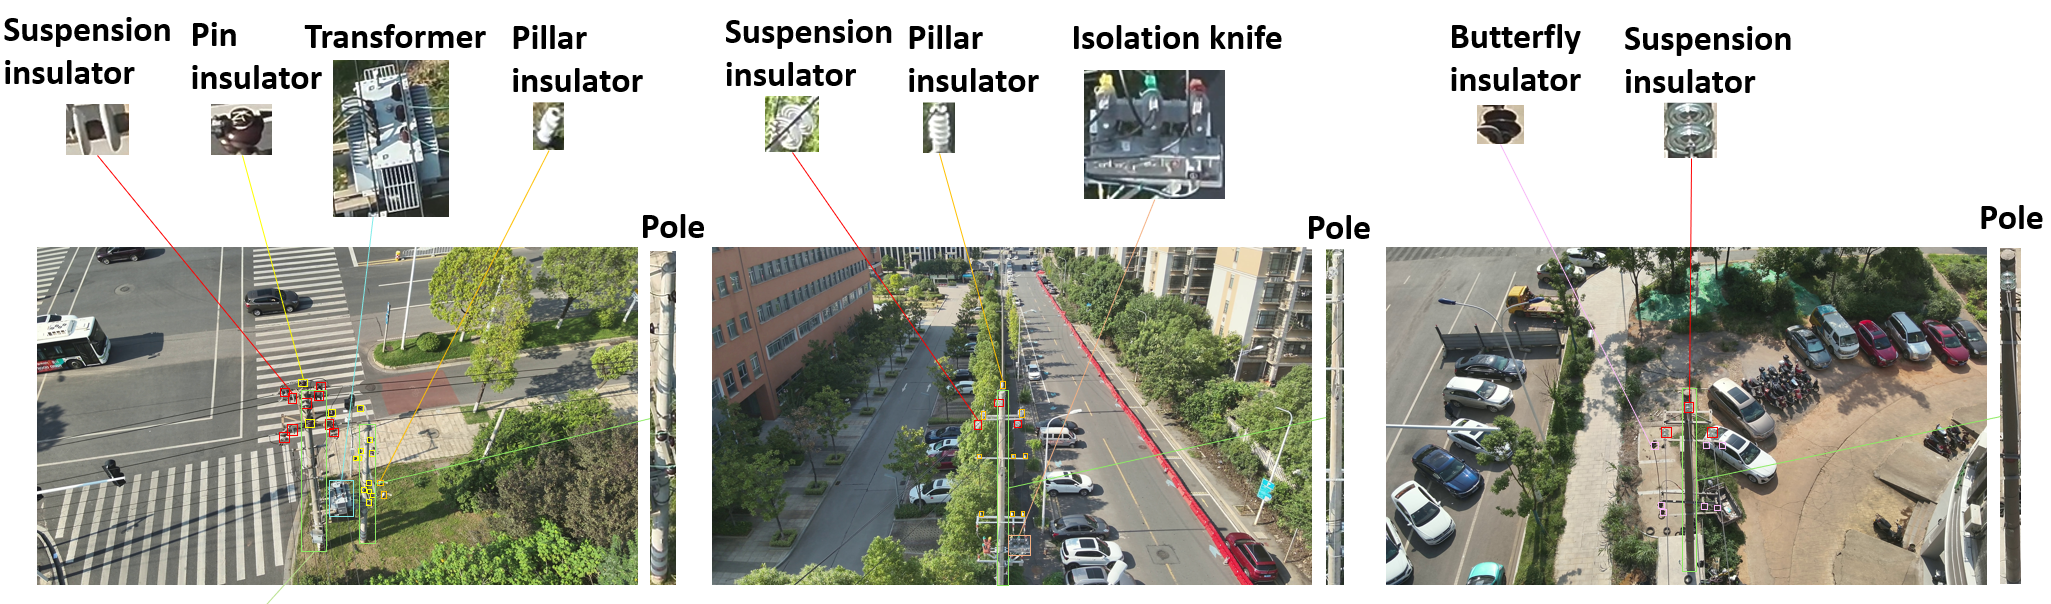 Suspension
insulator
Pin
insulator
Transformer
Pillar
insulator
Pole
Suspension
insulator
Pillar
insulator
Isolation knife
Pole
Butterfly
insulator
Suspension
insulator
Pole